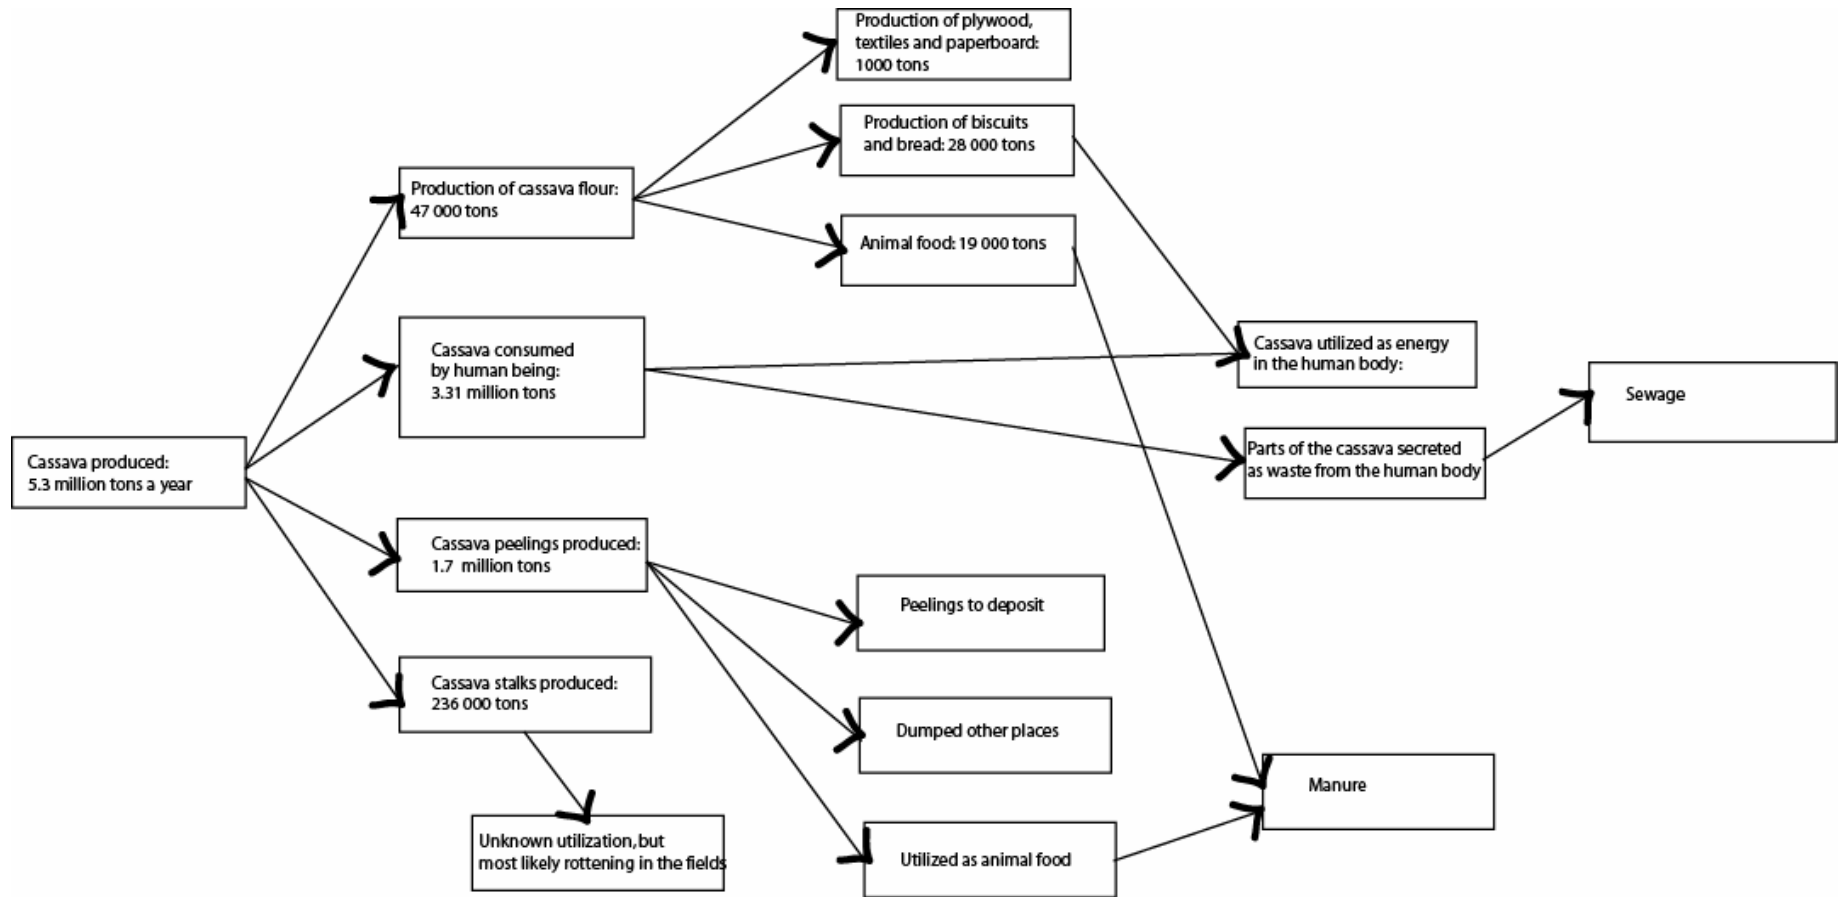 Production of plywood,
textiles and paperboard:
1000 tons
Production of biscuits
and bread: 28 000 tons
Production of cassava flour:
47 000 tons
Animal food: 19 000 tons
Cassava consumed
by human being:
3.31 million tons
Cassava utilized as energy
in the human body:
Sewage
Cassava produced:
5.3 million tons a year
Parts of the cassava secreted
as waste from the human body
Cassava peelings produced:
1.7 million tons
Peelings to deposit
Cassava stalks produced:
236 000 tons
Dumped other places
Manure
Unknown utilization, but
most likely rottening in the fields
Utilized as animal food